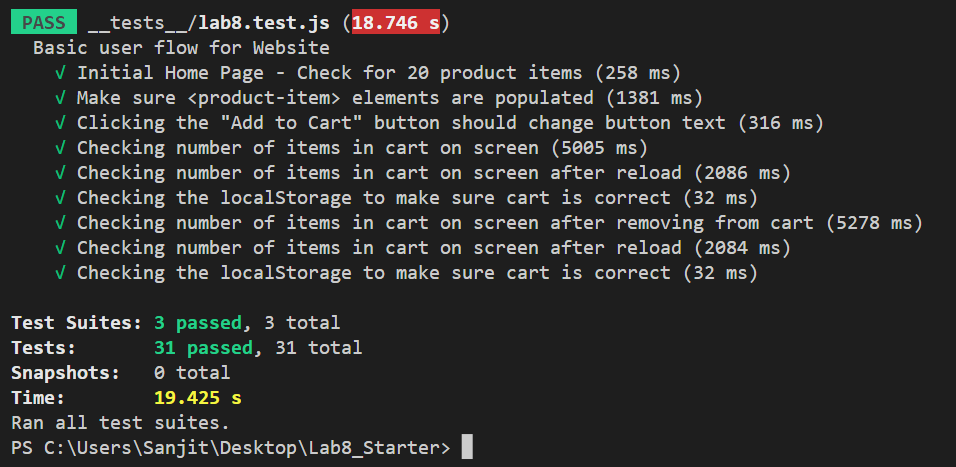 PASS __tests__/lab8.test.js (18.746 s)
Basic user flow for Website
√ Initial Home Page - Check for 20 product items (258 ms)
√ Make sure <product-item> elements are populated (1381 ms)
√ Clicking the "Add to Cart" button should change button text (316 ms)
√ Checking number of items in cart on screen (5005 ms)
√ Checking number of items in cart on screen after reload (2086 ms)
√ Checking the localStorage to make sure cart is correct (32 ms)
√ Checking number of items in cart on screen after removing from cart (5278 ms)
√ Checking number of items in cart on screen after reload (2084 ms)
√ Checking the localStorage to make sure cart is correct (32 ms)
Test Suites: 3 passed, 3 total
Tests: 31 passed, 31 total
Snapshots: 0 total
Time: 19.425 s
Ran all test suites.
PS C:\Users\Sanjit\Desktop\Lab8_Starter>